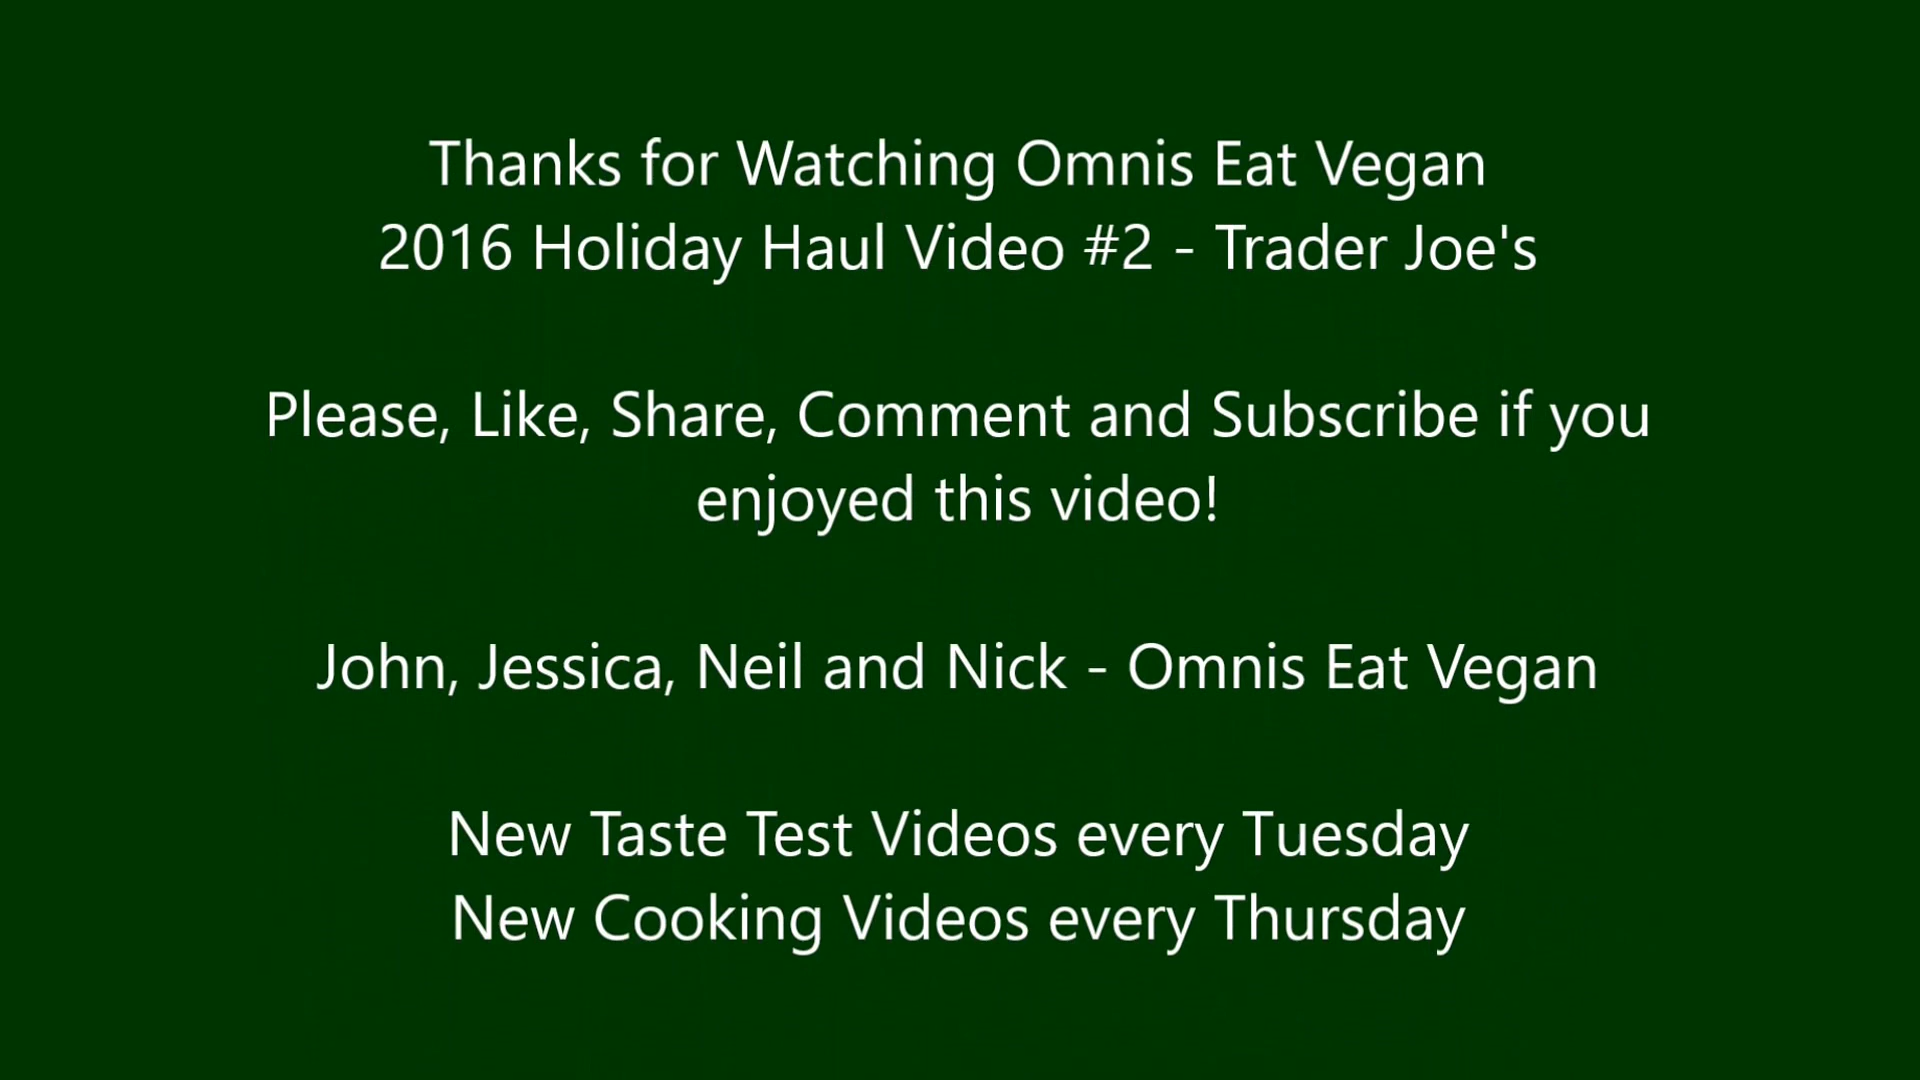 Thanks for Watching Omnis Eat Vegan
2016 Holiday Haul Video #2 - Trader Joe's
Please, Like, Share, Comment and Subscribe if you
enjoyed this video!
John, Jessica, Neil and Nick - Omnis Eat Vegan
New Taste Test Videos every Tuesday
New Cooking Videos every Thursday